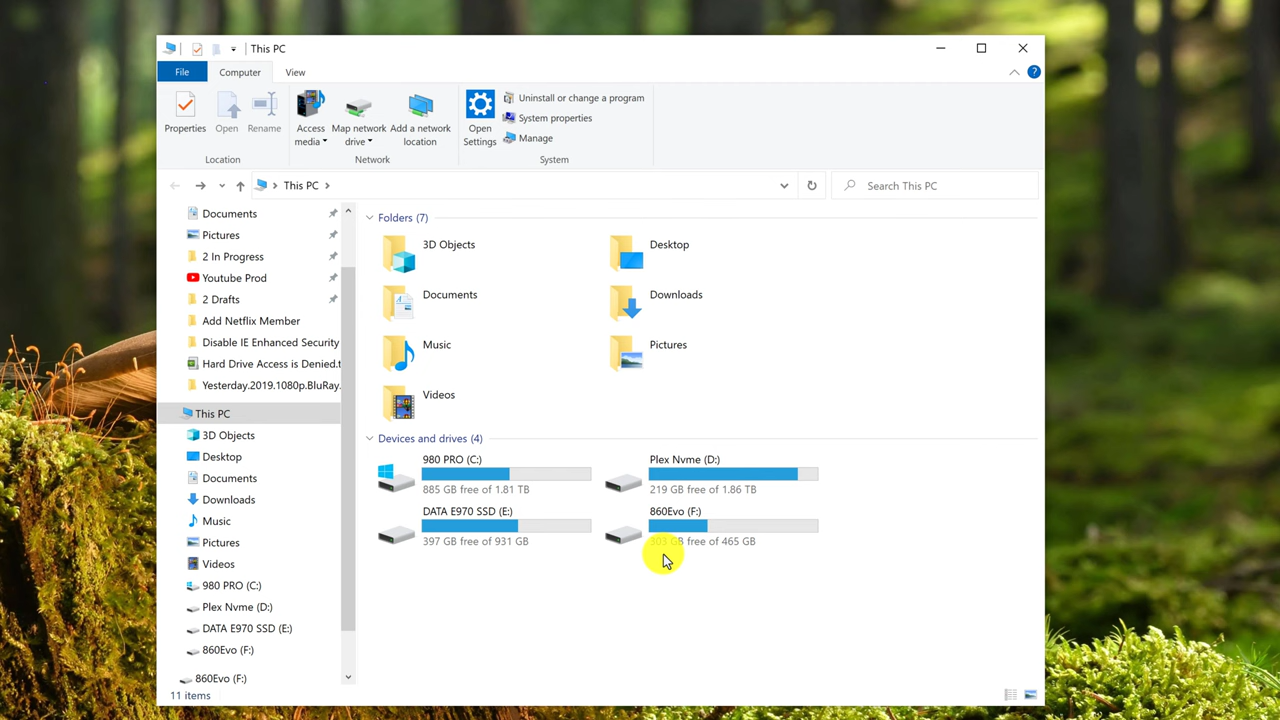 This PC
File
Computer
View
Properties
Open
Rename
Access media
Map network drive
Add a network location
Open Settings
Uninstall or change a program
System properties
Manage
Location
Network
System
This PC
Search This PC
Documents
Pictures
2 In Progress
Youtube Prod
2 Drafts
Add Netflix Member
Disable IE Enhanced Security
Hard Drive Access is Denied.t
Yesterday.2019.1080p.BluRay.
This PC
3D Objects
Desktop
Documents
Downloads
Music
Pictures
Videos
980 PRO (C:)
Plex Nvme (D:)
DATA E970 SSD (E:)
860Evo (F:)
860Evo (F:)
Folders (7)
3D Objects
Desktop
Documents
Downloads
Music
Pictures
Videos
Devices and drives (4)
980 PRO (C:)
885 GB free of 1.81 TB
Plex Nvme (D:)
219 GB free of 1.86 TB
DATA E970 SSD (E:)
397 GB free of 931 GB
860Evo (F:)
303 GB free of 465 GB
11 items